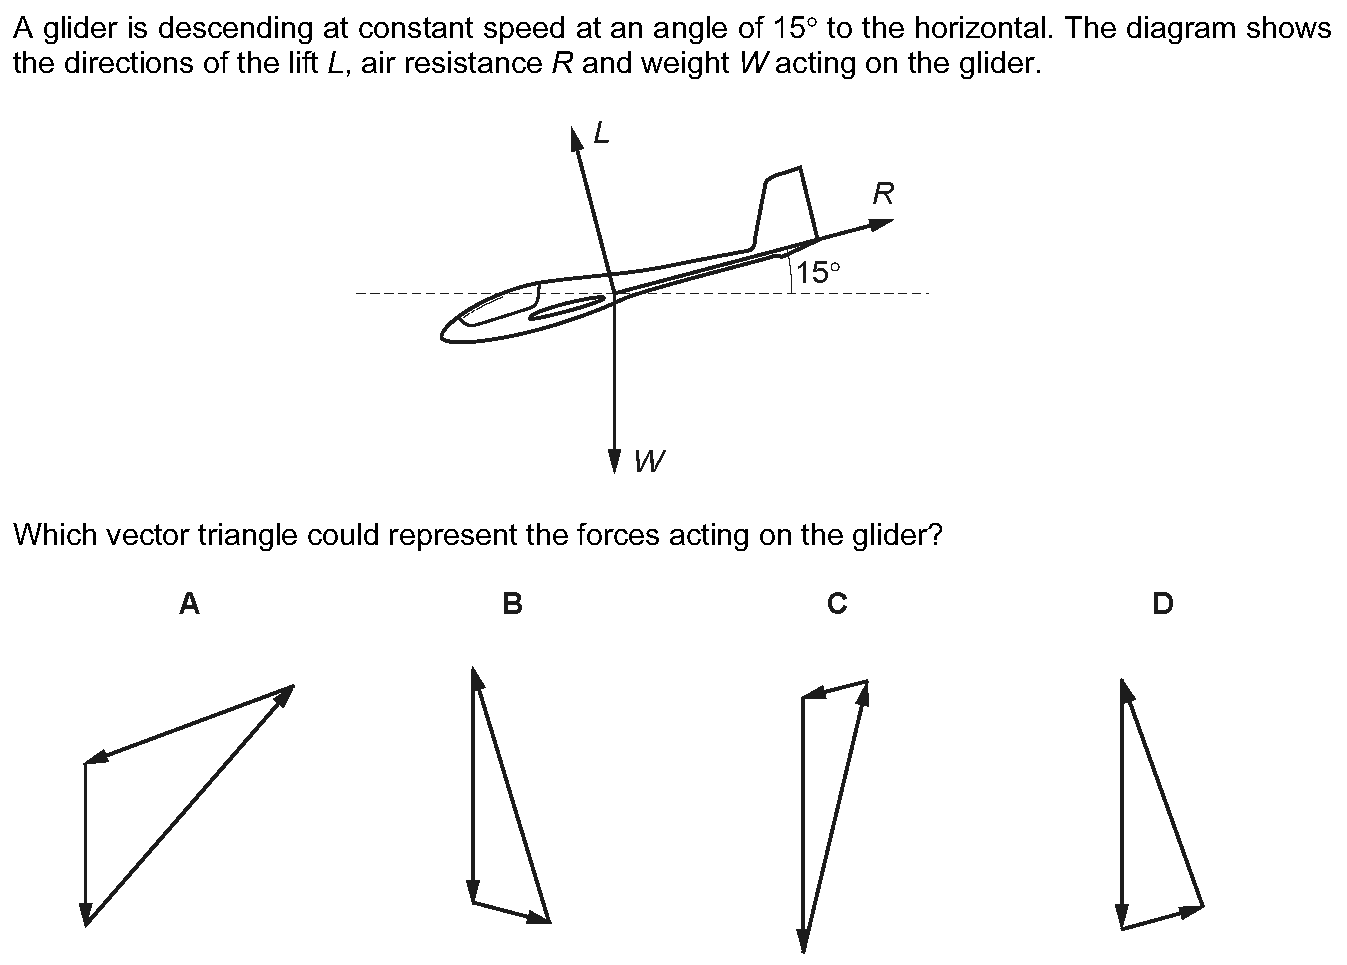 A glider is descending at constant speed at an angle of 15° to the horizontal. The diagram shows
the directions of the lift L, air resistance R and weight W acting on the glider.
L
R
15°
W
Which vector triangle could represent the forces acting on the glider?
A B C D